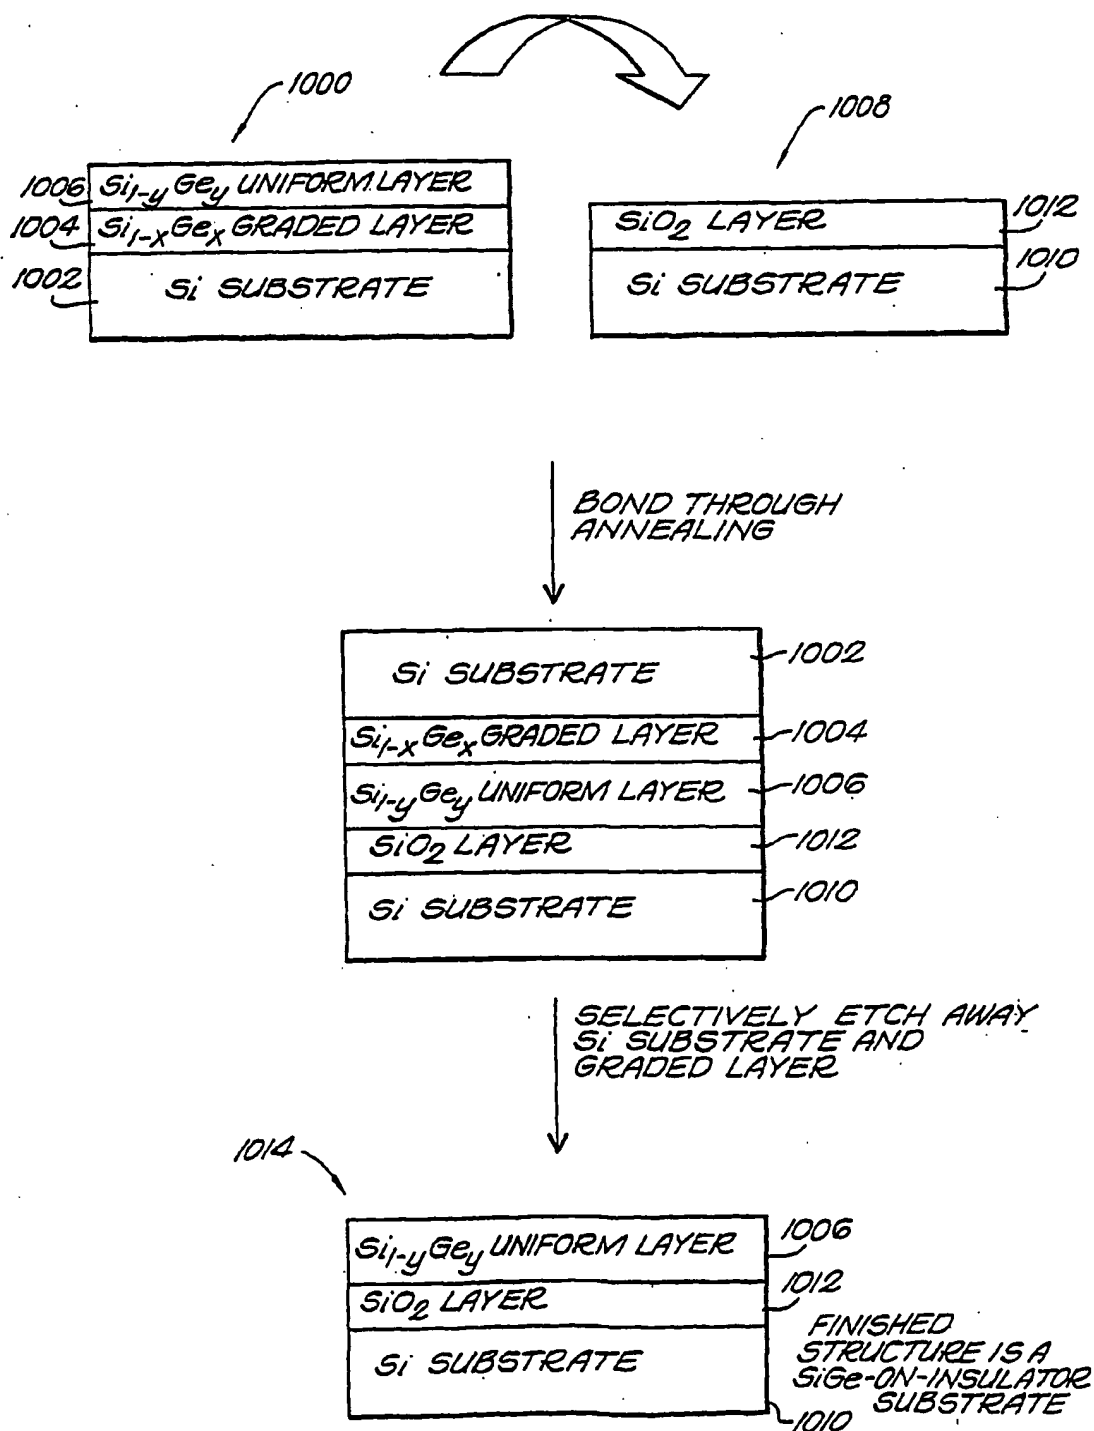 1000
1008
1006
Si1-yGey UNIFORM LAYER
1004
Si1-xGex GRADED LAYER
1002
Si SUBSTRATE
SiO2 LAYER
1012
Si SUBSTRATE
1010
BOND THROUGH
ANNEALING
Si SUBSTRATE
1002
Si1-xGex GRADED LAYER
1004
Si1-yGey UNIFORM LAYER
1006
SiO2 LAYER
1012
Si SUBSTRATE
1010
SELECTIVELY ETCH AWAY
Si SUBSTRATE AND
GRADED LAYER
1014
Si1-yGey UNIFORM LAYER
1006
SiO2 LAYER
1012
Si SUBSTRATE
1010
FINISHED
STRUCTURE IS A
SiGe-ON-INSULATOR
SUBSTRATE